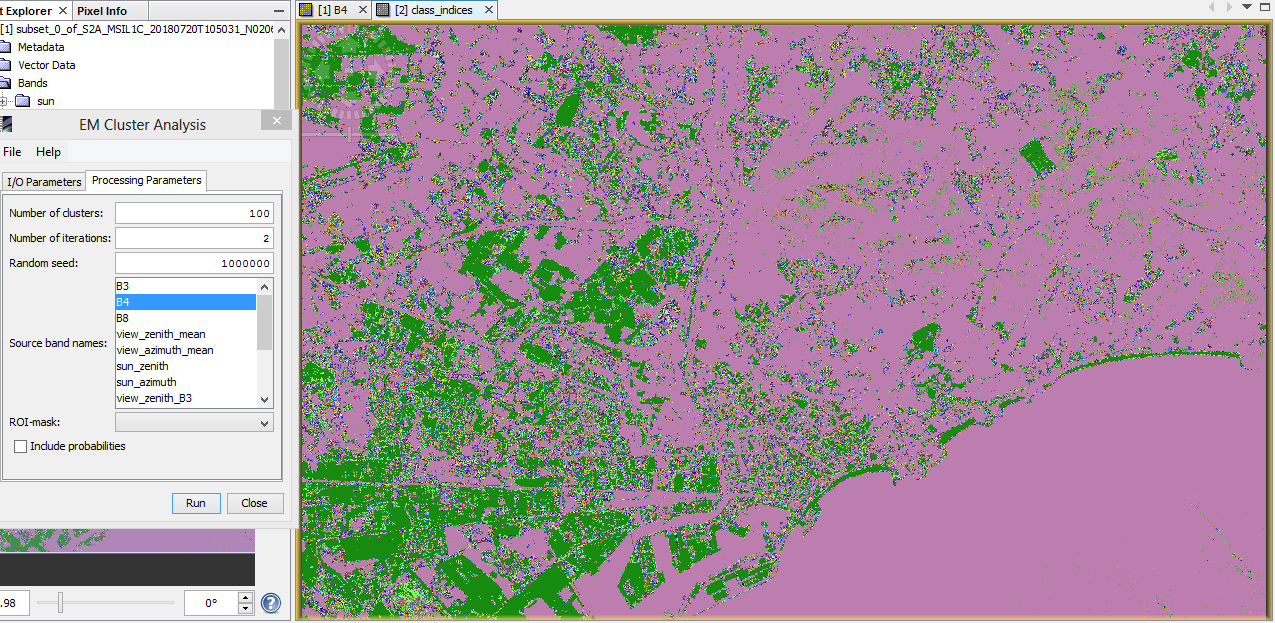 t Explorer Pixel Info
[1] B4 [2] class_indices
[1] subset_0_of_S2A_MSIL1C_20180720T105031_N0206
Metadata
Vector Data
Bands
sun
EM Cluster Analysis
File Help
I/O Parameters Processing Parameters
Number of clusters: 100
Number of iterations: 2
Random seed: 1000000
B3
B4
B8
view_zenith_mean
Source band names:
view_azimuth_mean
sun_zenith
sun_azimuth
view_zenith_B3
ROI-mask:
Include probabilities
Run Close
.98 0° ?